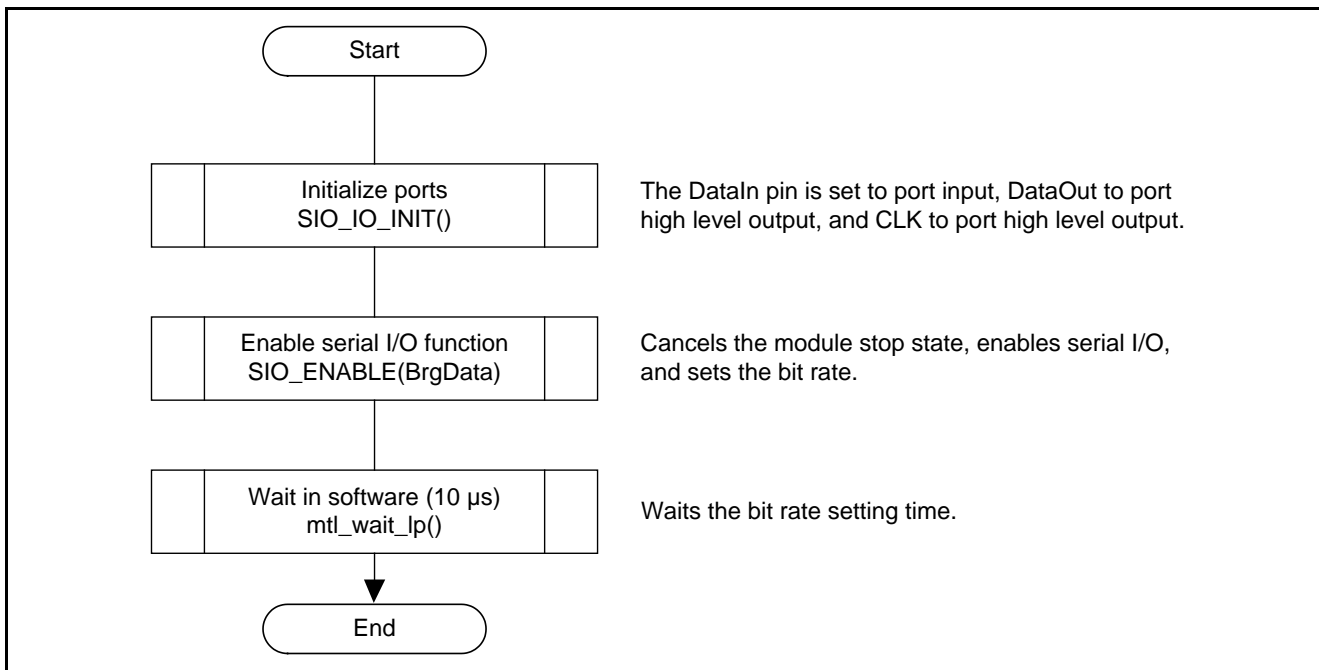 Start
Initialize ports
SIO_IO_INIT()
The DataIn pin is set to port input, DataOut to port
high level output, and CLK to port high level output.
Enable serial I/O function
SIO_ENABLE(BrgData)
Cancels the module stop state, enables serial I/O,
and sets the bit rate.
Wait in software (10 µs)
mtl_wait_lp()
Waits the bit rate setting time.
End